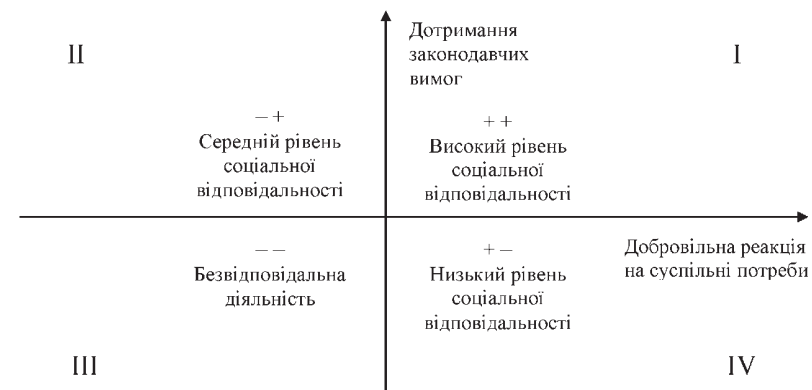 II
Дотримання
законодавчих
вимог
I
– +
Середній рівень
соціальної
відповідальності
+ +
Високий рівень
соціальної
відповідальності
– –
Безвідповідальна
діяльність
+ –
Низький рівень
соціальної
відповідальності
Добровільна реакція
на суспільні потреби
III
IV